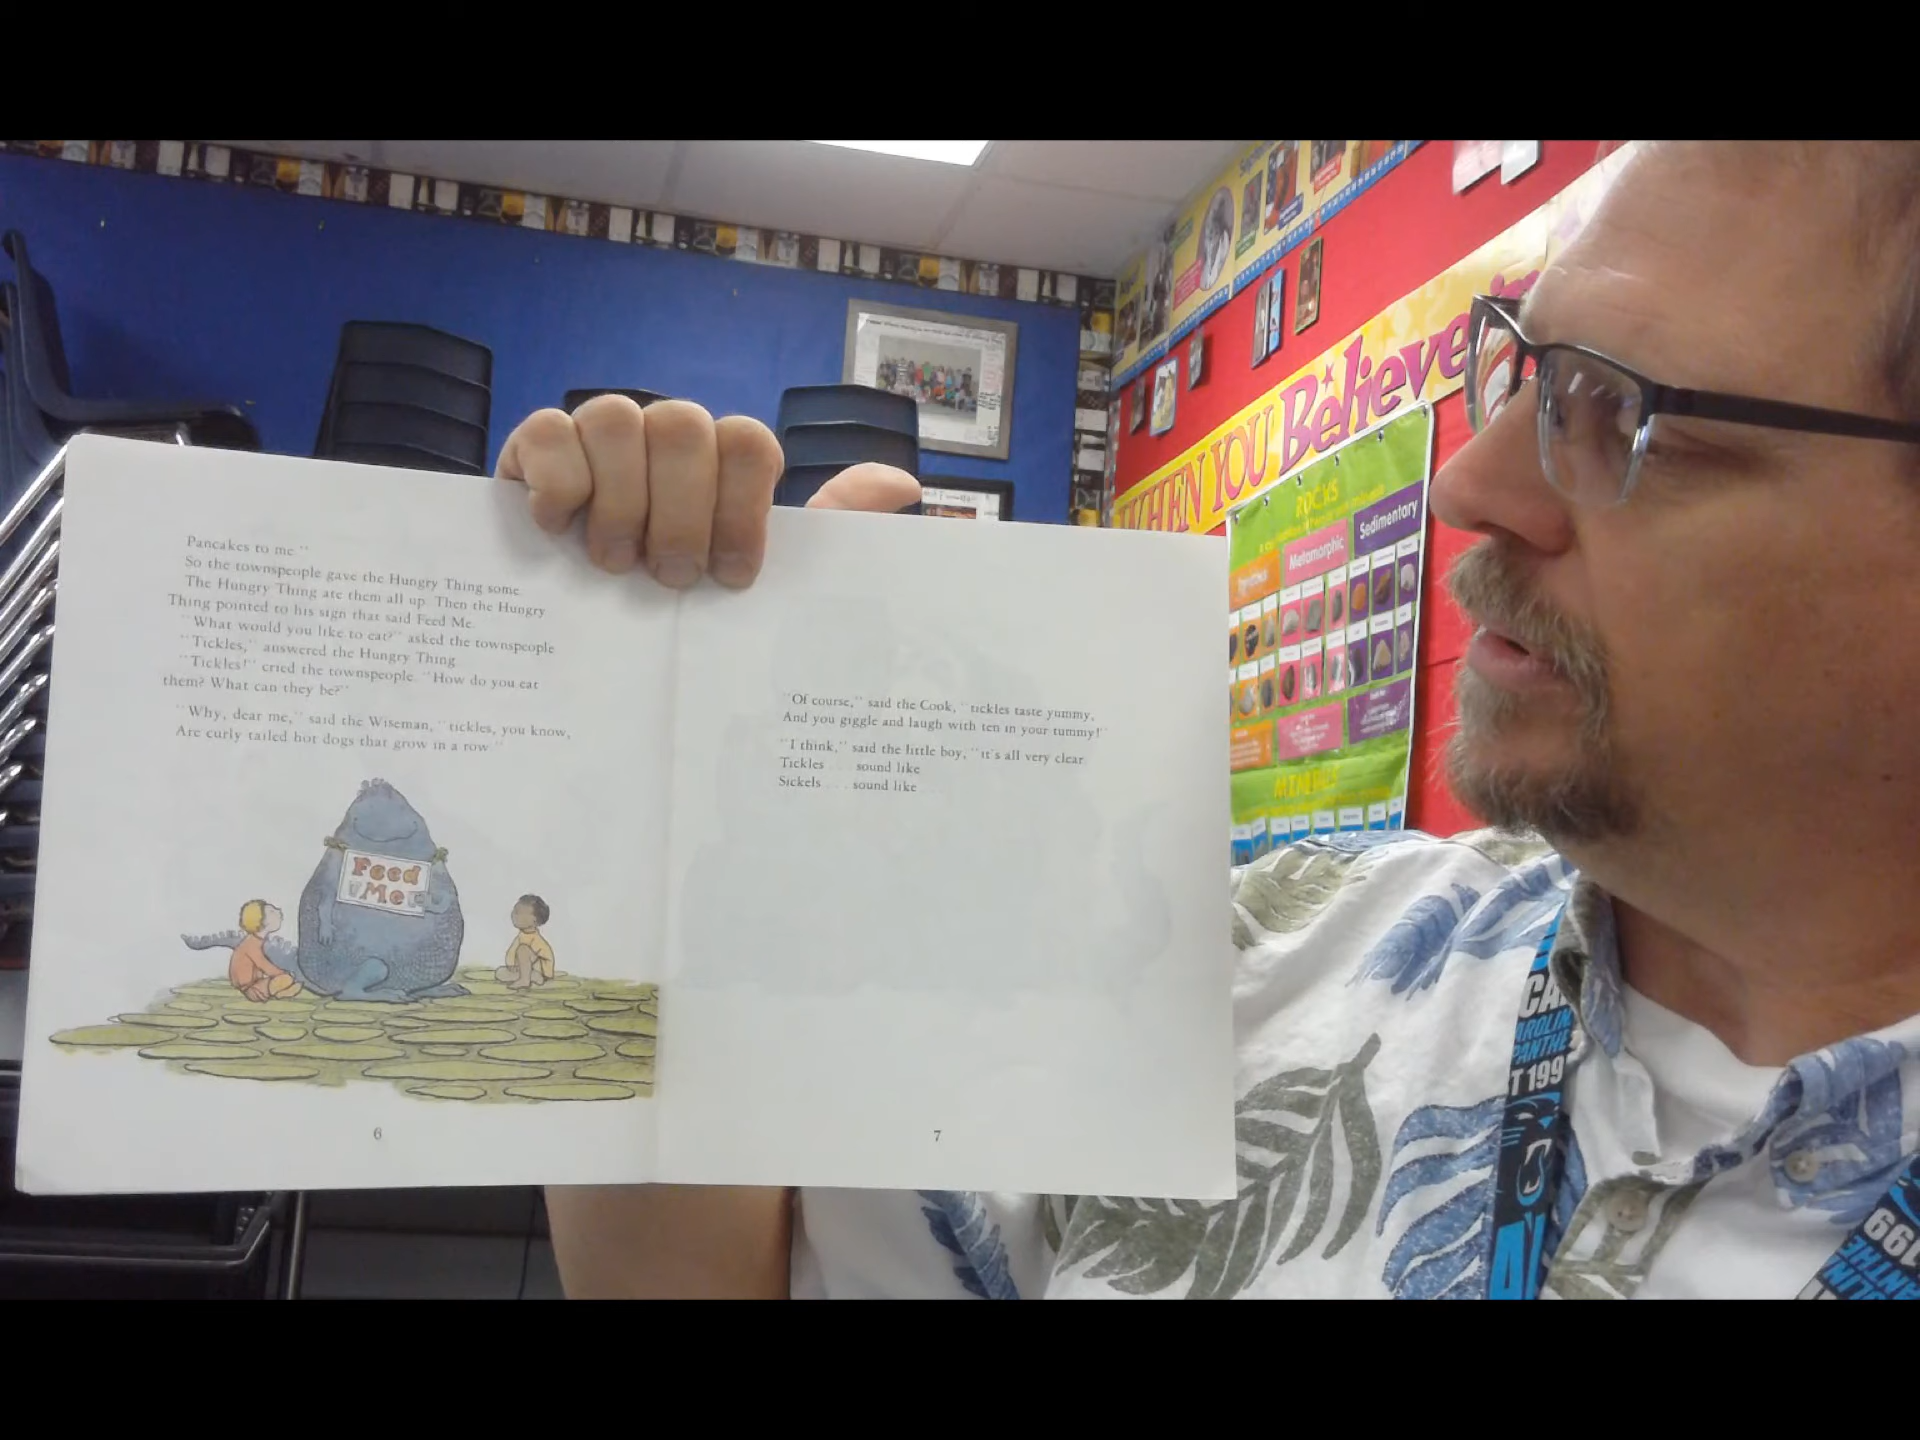 Pancakes to me."
So the townspeople gave the Hungry Thing some.
The Hungry Thing ate them all up. Then the Hungry
Thing pointed to his sign that said Feed Me.
"What would you like to eat?" asked the townspeople
"Tickles," answered the Hungry Thing.
"Tickles!" cried the townspeople. "How do you eat
them? What can they be?"
"Why, dear me," said the Wiseman, "tickles, you know,
Are curly tailed hot dogs that grow in a row."
Feed
Me
6
"Of course," said the Cook, "tickles taste yummy,
And you giggle and laugh with ten in your tummy!"
"I think," said the little boy, "it's all very clear
Tickles . . . sound like
Sickels . . . sound like . . .
7
WHEN YOU Believe in
ROCKS
Metamorphic
Sedimentary
MINERALS